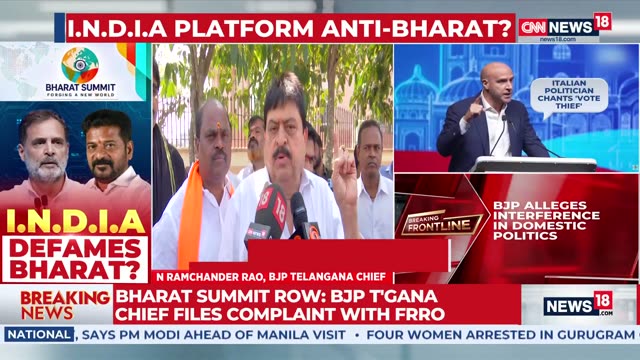 I.N.D.I.A PLATFORM ANTI-BHARAT?
CNN NEWS 18
news18.com
BHARAT SUMMIT
FORGING A NEW WORLD
I.N.D.I.A
DEFAMES
BHARAT?
ITALIAN
POLITICIAN
CHANTS 'VOTE
THIEF'
BREAKING
FRONTLINE
BJP ALLEGES
INTERFERENCE
IN DOMESTIC
POLITICS
18
N RAMCHANDER RAO, BJP TELANGANA CHIEF
BREAKING
NEWS
BHARAT SUMMIT ROW: BJP T'GANA
CHIEF FILES COMPLAINT WITH FRRO
NEWS 18
NATIONAL
, SAYS PM MODI AHEAD OF MANILA VISIT • FOUR WOMEN ARRESTED IN GURUGRAM